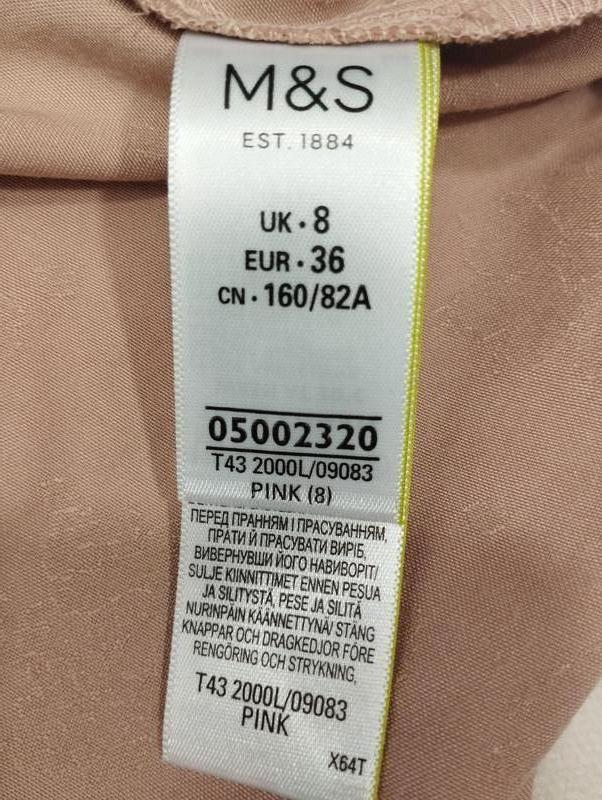 M&S
EST. 1884
UK • 8
EUR • 36
CN • 160/82A
05002320
T43 2000L/09083
PINK (8)
ПЕРЕД ПРАННЯМ І ПРАСУВАННЯМ,
ПРАТИ Й ПРАСУВАТИ ВИРІБ,
ВИВЕРНУВШИ ЙОГО НАВИВОРІТ/
SULJE KIINNITTIMET ENNEN PESUA
JA SILITYSTÄ, PESE JA SILITÄ
NURINPÄIN KÄÄNNETTYNÄ/ STÄNG
KNAPPAR OCH DRAGKEDJOR FÖRE
RENGÖRING OCH STRYKNING,
T43 2000L/09083
PINK
X64T